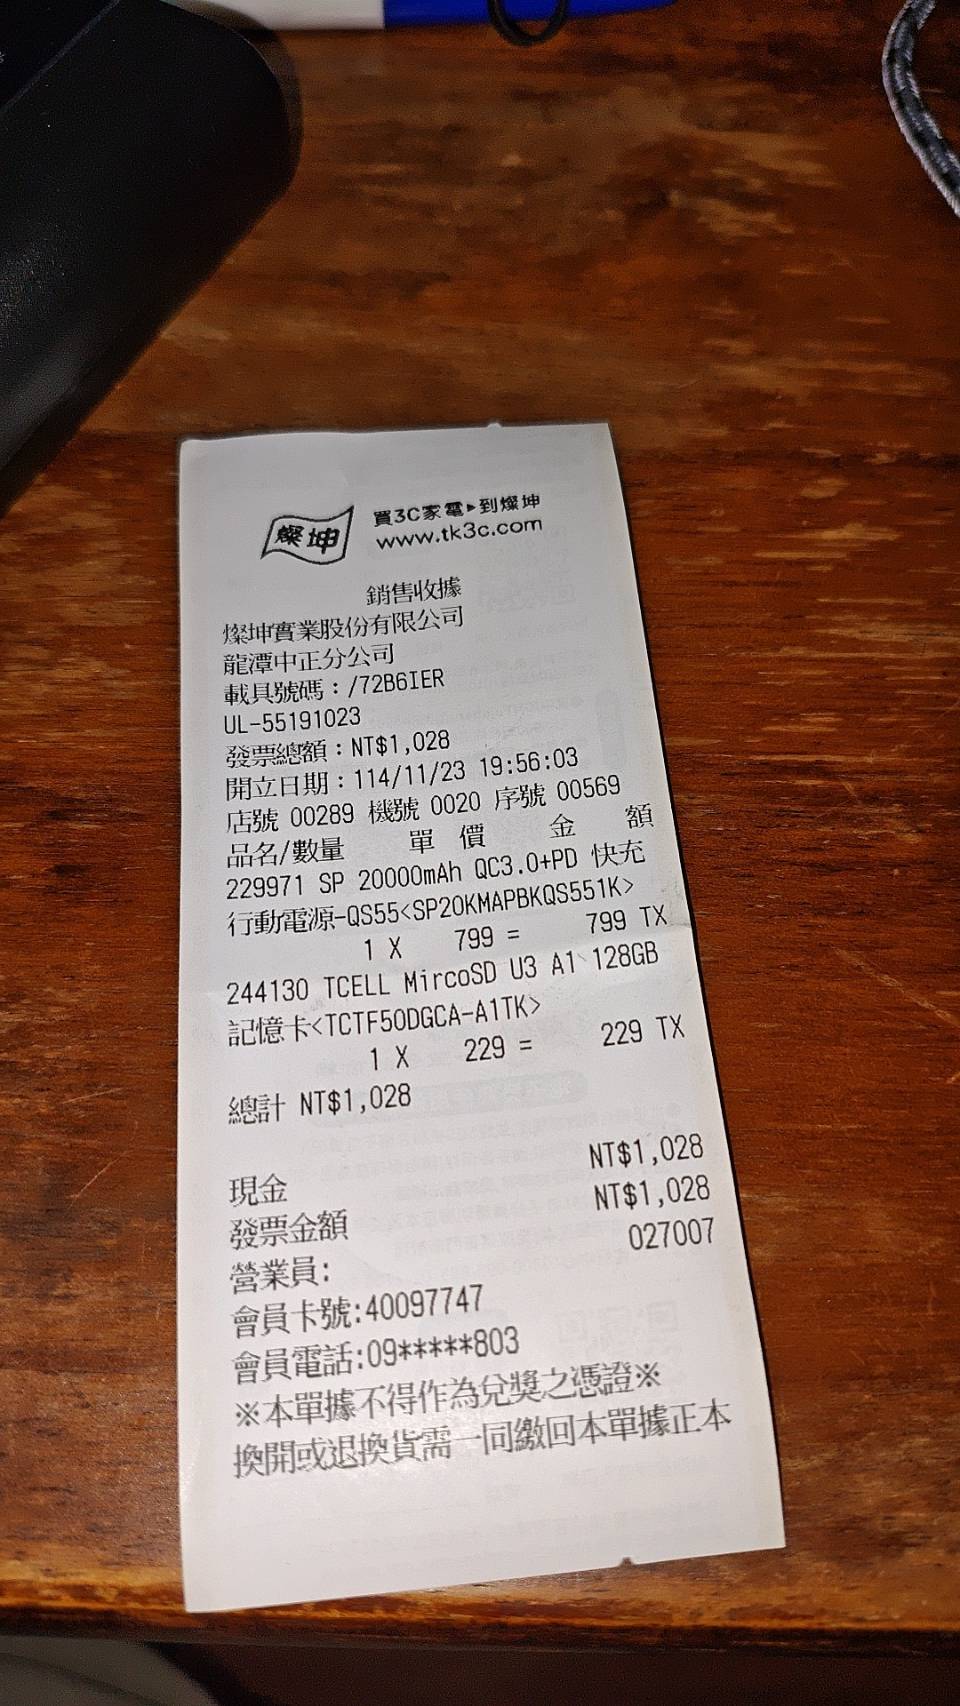 燦坤 買3C家電▸到燦坤
www.tk3c.com
銷售收據
燦坤實業股份有限公司
龍潭中正分公司
載具號碼：/72B6IER
UL-55191023
發票總額：NT$1,028
開立日期：114/11/23 19:56:03
店號 00289 機號 0020 序號 00569
品名/數量 單 價 金 額
229971 SP 20000mAh QC3.0+PD 快充
行動電源-QS55<SP20KMAPBKQS551K>
1 X 799 = 799 TX
244130 TCELL MircoSD U3 A1 128GB
記憶卡<TCTF50DGCA-A1TK>
1 X 229 = 229 TX
總計 NT$1,028
現金 NT$1,028
發票金額 NT$1,028
營業員: 027007
會員卡號:40097747
會員電話:09*****803
※本單據不得作為兌獎之憑證※
換開或退換貨需一同繳回本單據正本